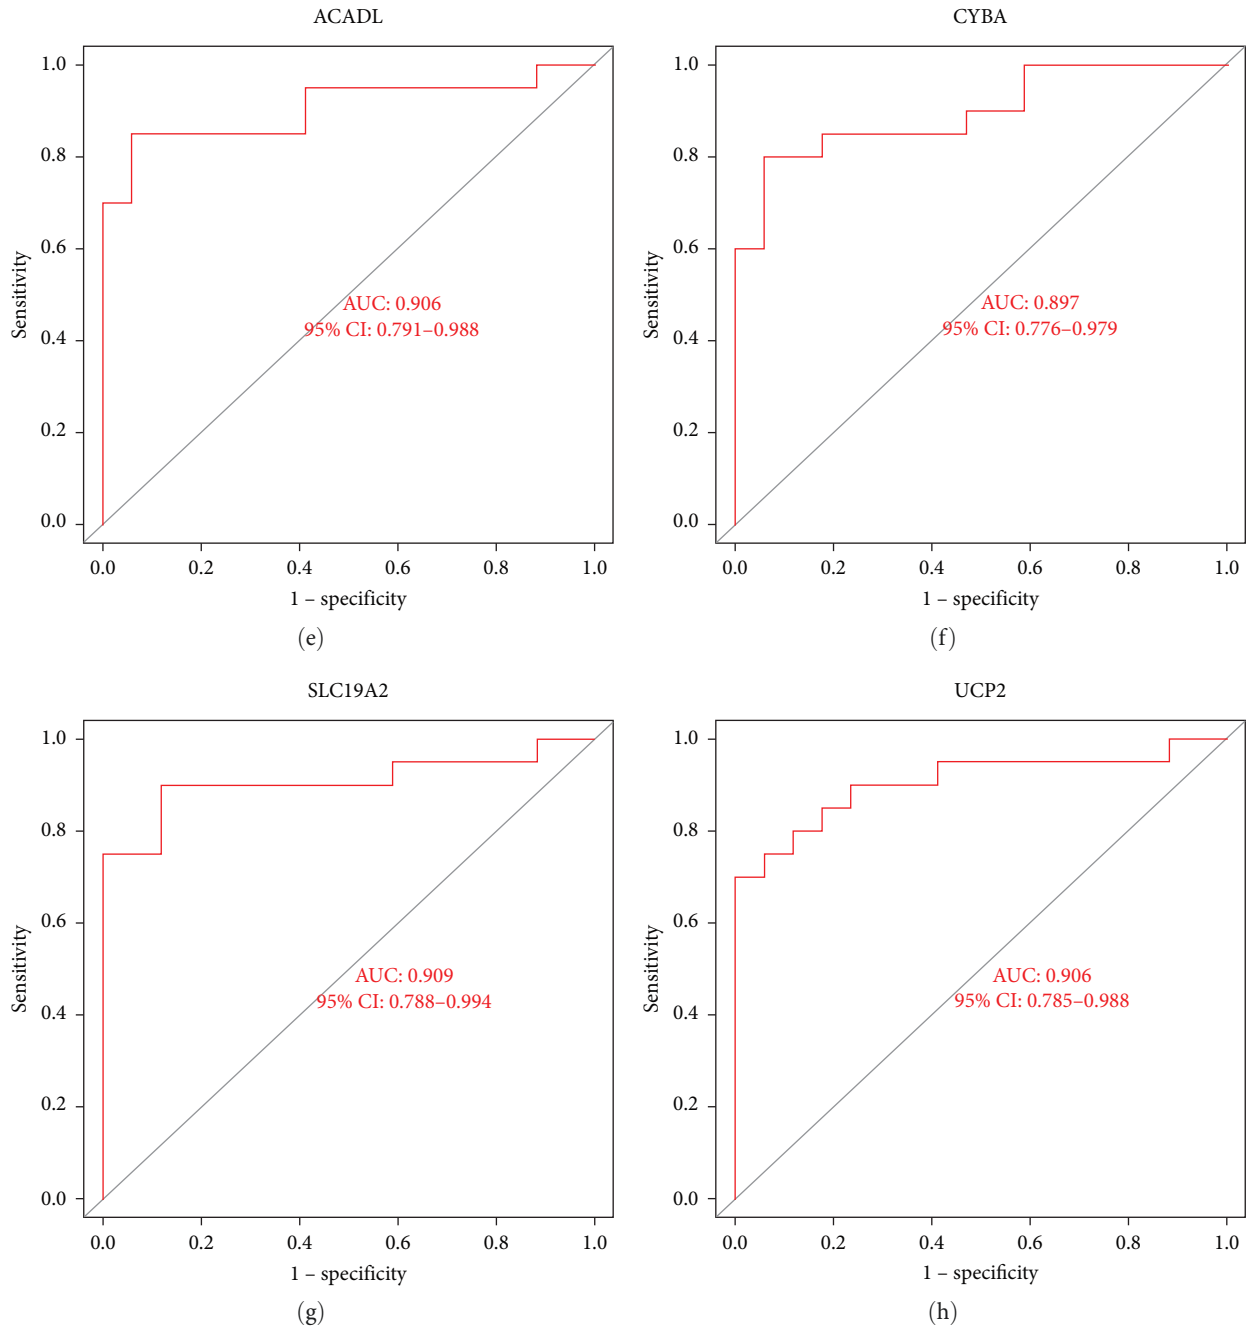 ACADL
1.0
0.8
0.6
0.4
0.2
0.0
Sensitivity
AUC: 0.906
95% CI: 0.791–0.988
0.0 0.2 0.4 0.6 0.8 1.0
1 – specificity
(e)
CYBA
1.0
0.8
0.6
0.4
0.2
0.0
Sensitivity
AUC: 0.897
95% CI: 0.776–0.979
0.0 0.2 0.4 0.6 0.8 1.0
1 – specificity
(f)
SLC19A2
1.0
0.8
0.6
0.4
0.2
0.0
Sensitivity
AUC: 0.909
95% CI: 0.788–0.994
0.0 0.2 0.4 0.6 0.8 1.0
1 – specificity
(g)
UCP2
1.0
0.8
0.6
0.4
0.2
0.0
Sensitivity
AUC: 0.906
95% CI: 0.785–0.988
0.0 0.2 0.4 0.6 0.8 1.0
1 – specificity
(h)